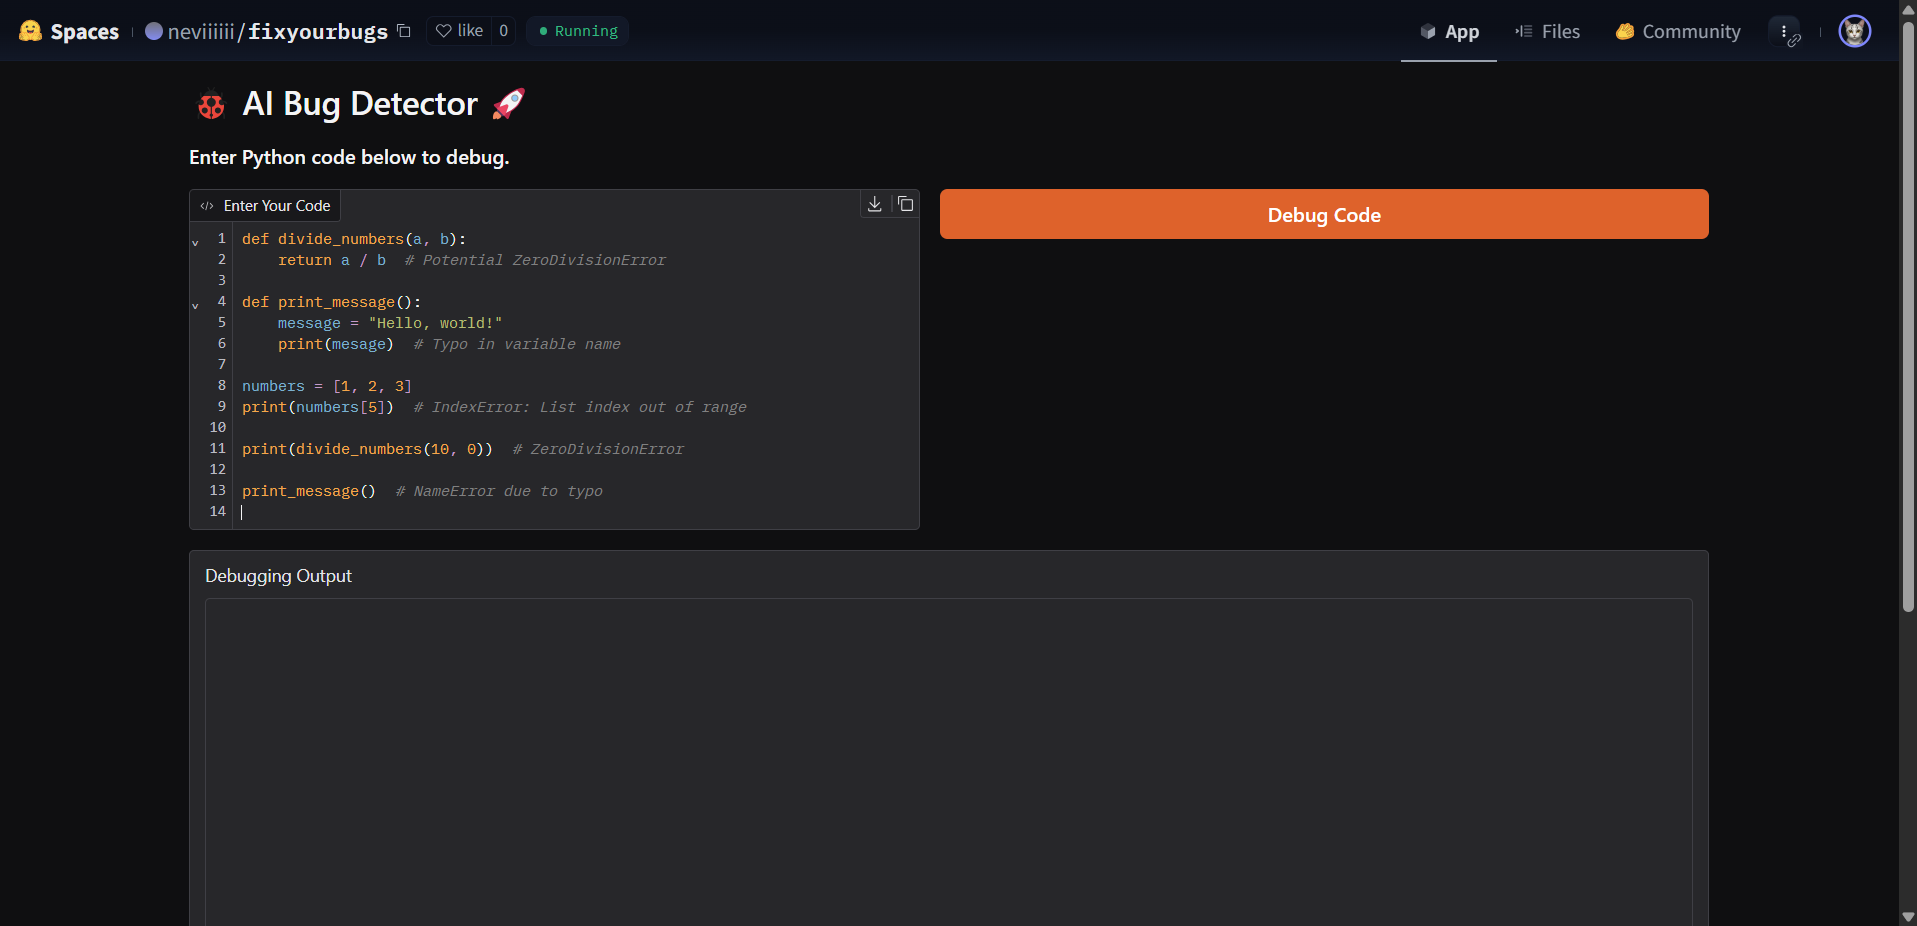 Spaces neviiiiii/fixyourbugs like 0 Running App Files Community
AI Bug Detector
Enter Python code below to debug.
Enter Your Code
Debug Code
1 def divide_numbers(a, b):
2     return a / b  # Potential ZeroDivisionError
3
4 def print_message():
5     message = "Hello, world!"
6     print(mesage)  # Typo in variable name
7
8 numbers = [1, 2, 3]
9 print(numbers[5])  # IndexError: List index out of range
10
11 print(divide_numbers(10, 0))  # ZeroDivisionError
12
13 print_message()  # NameError due to typo
14
Debugging Output